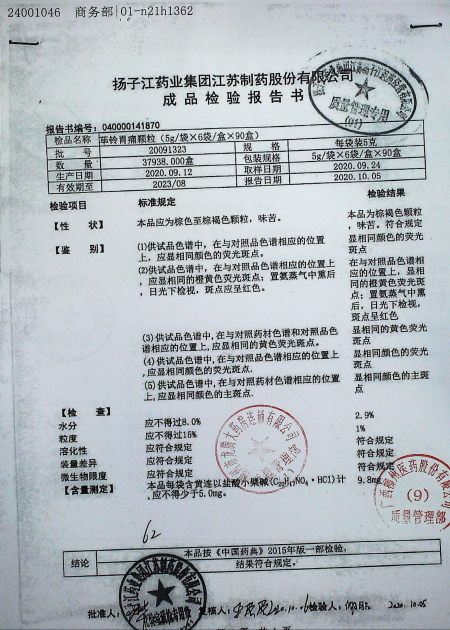 24001046 商务部|01-n21h1362
扬子江药业集团江苏制药股份有限公司
成品检验报告书
质量管理专用
(01)
报告书编号: 040000141870
检品名称 荜铃胃痛颗粒 (5g/袋×6袋/盒×90盒)
批号 20091323 规格 每袋装5克
数量 37938.000盒 包装规格 5g/袋×6袋/盒×90盒
生产日期 2020.09.12 取样日期 2020.09.24
有效期至 2023/08 报告日期 2020.10.05
检验项目 标准规定 检验结果
【性状】 本品应为棕色至棕褐色颗粒,味苦。 本品为棕褐色颗粒,味苦。符合规定
【鉴别】 (1)供试品色谱中，在与对照品色谱相应的位置上，应显相同颜色的荧光斑点。 显相同颜色的荧光斑点
(2)供试品色谱中，在与对照品色谱相应的位置上,应显相同的橙黄色荧光斑点；置氨蒸气中熏后,日光下检视，斑点应呈红色。 在与对照品色谱相应的位置上，显相同的橙黄色荧光斑点；置氨蒸气中熏后，日光下检视，斑点呈红色
(3)供试品色谱中，在与对照药材色谱和对照品色谱相应的位置上,应显相同的黄色荧光斑点。 显相同的黄色荧光斑点
(4)供试品色谱中，在与对照品色谱相应的位置上,应显相同颜色的荧光斑点. 显相同颜色的荧光斑点
(5)供试品色谱中,在与对照药材色谱相应的位置上,应显相同颜色的主斑点。 显相同颜色的主斑点
【检查】
水分 应不得过8.0% 2.9%
粒度 应不得过15% 1%
溶化性 应符合规定 符合规定
装量差异 应符合规定 符合规定
微生物限度 应符合规定 符合规定
【含量测定】 本品每袋含黄连以盐酸小檗碱(C20H17NO4·HCl)计,应不得少于5.0mg。 9.8mg
(9)
质量管理部
62
结论 本品按《中国药典》2015年版一部检验,
结果符合规定。
批准人: 复核人: 2020.10.6 检验人: 2020.10.05